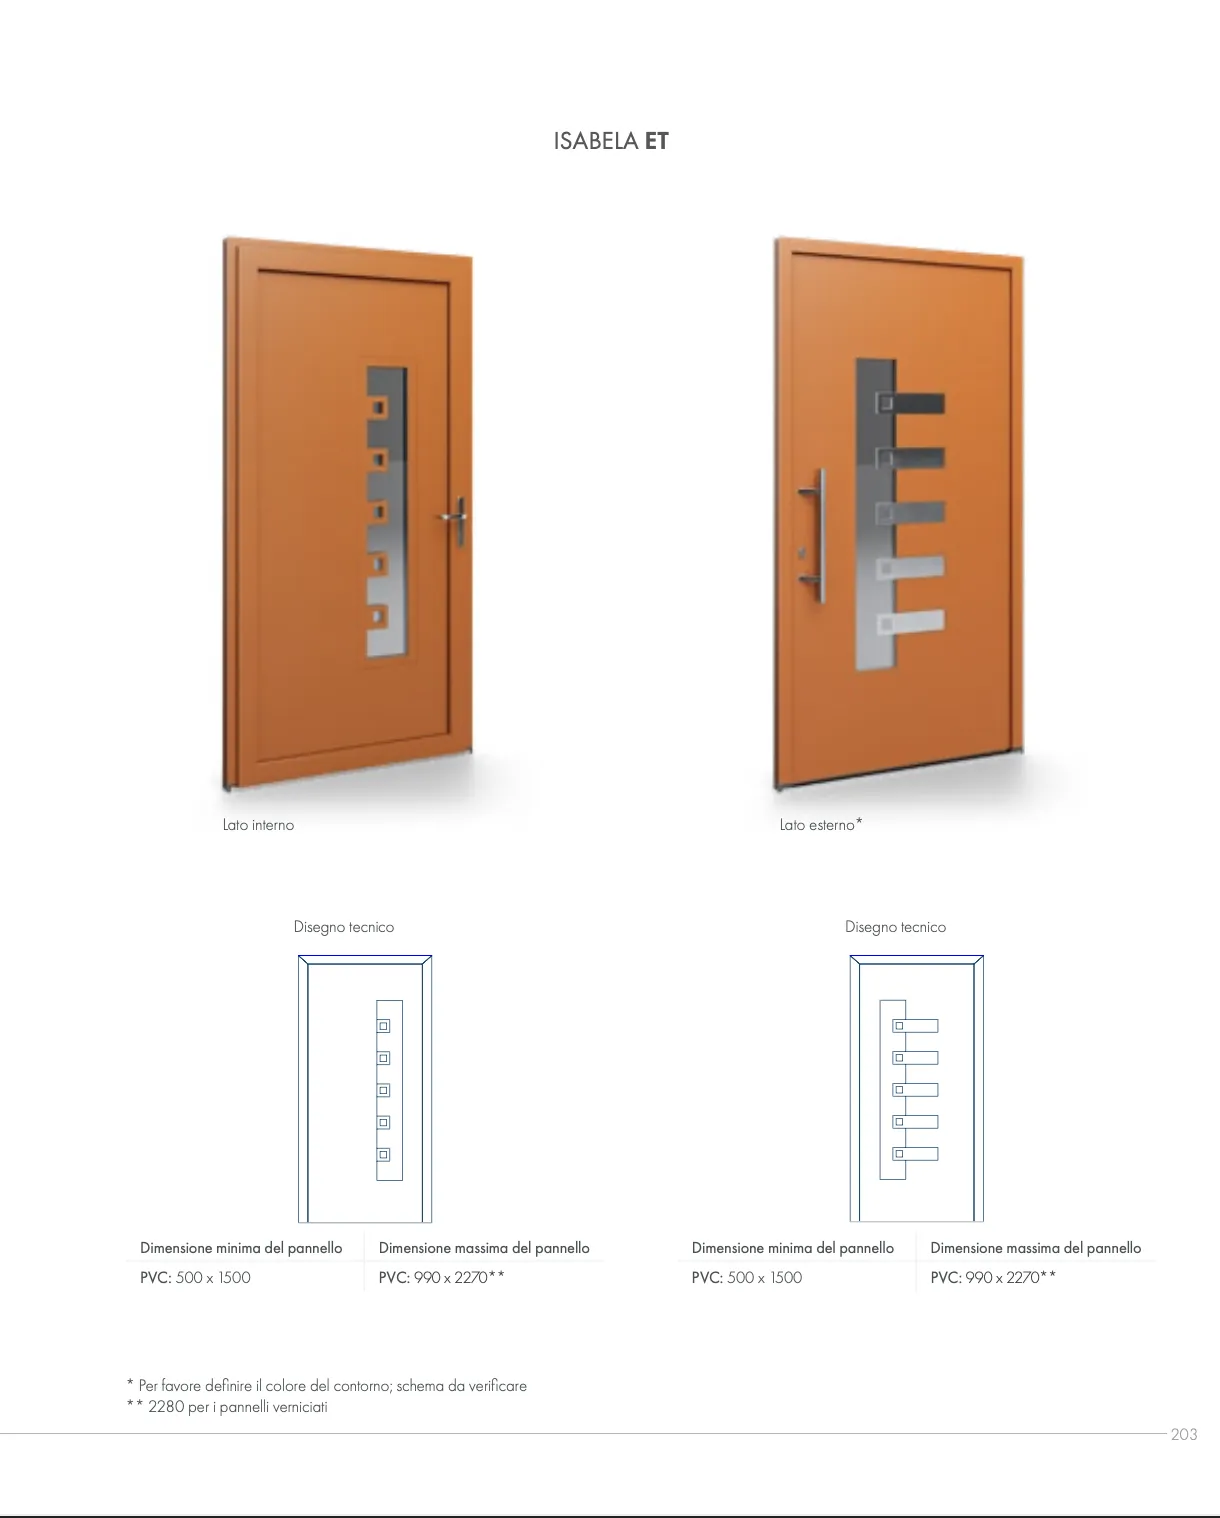 ISABELA ET
Lato interno
Lato esterno*
Disegno tecnico
Disegno tecnico
Dimensione minima del pannello
Dimensione massima del pannello
PVC: 500 x 1500
PVC: 990 x 2270**
Dimensione minima del pannello
Dimensione massima del pannello
PVC: 500 x 1500
PVC: 990 x 2270**
* Per favore definire il colore del contorno; schema da verificare
** 2280 per i pannelli verniciati
203